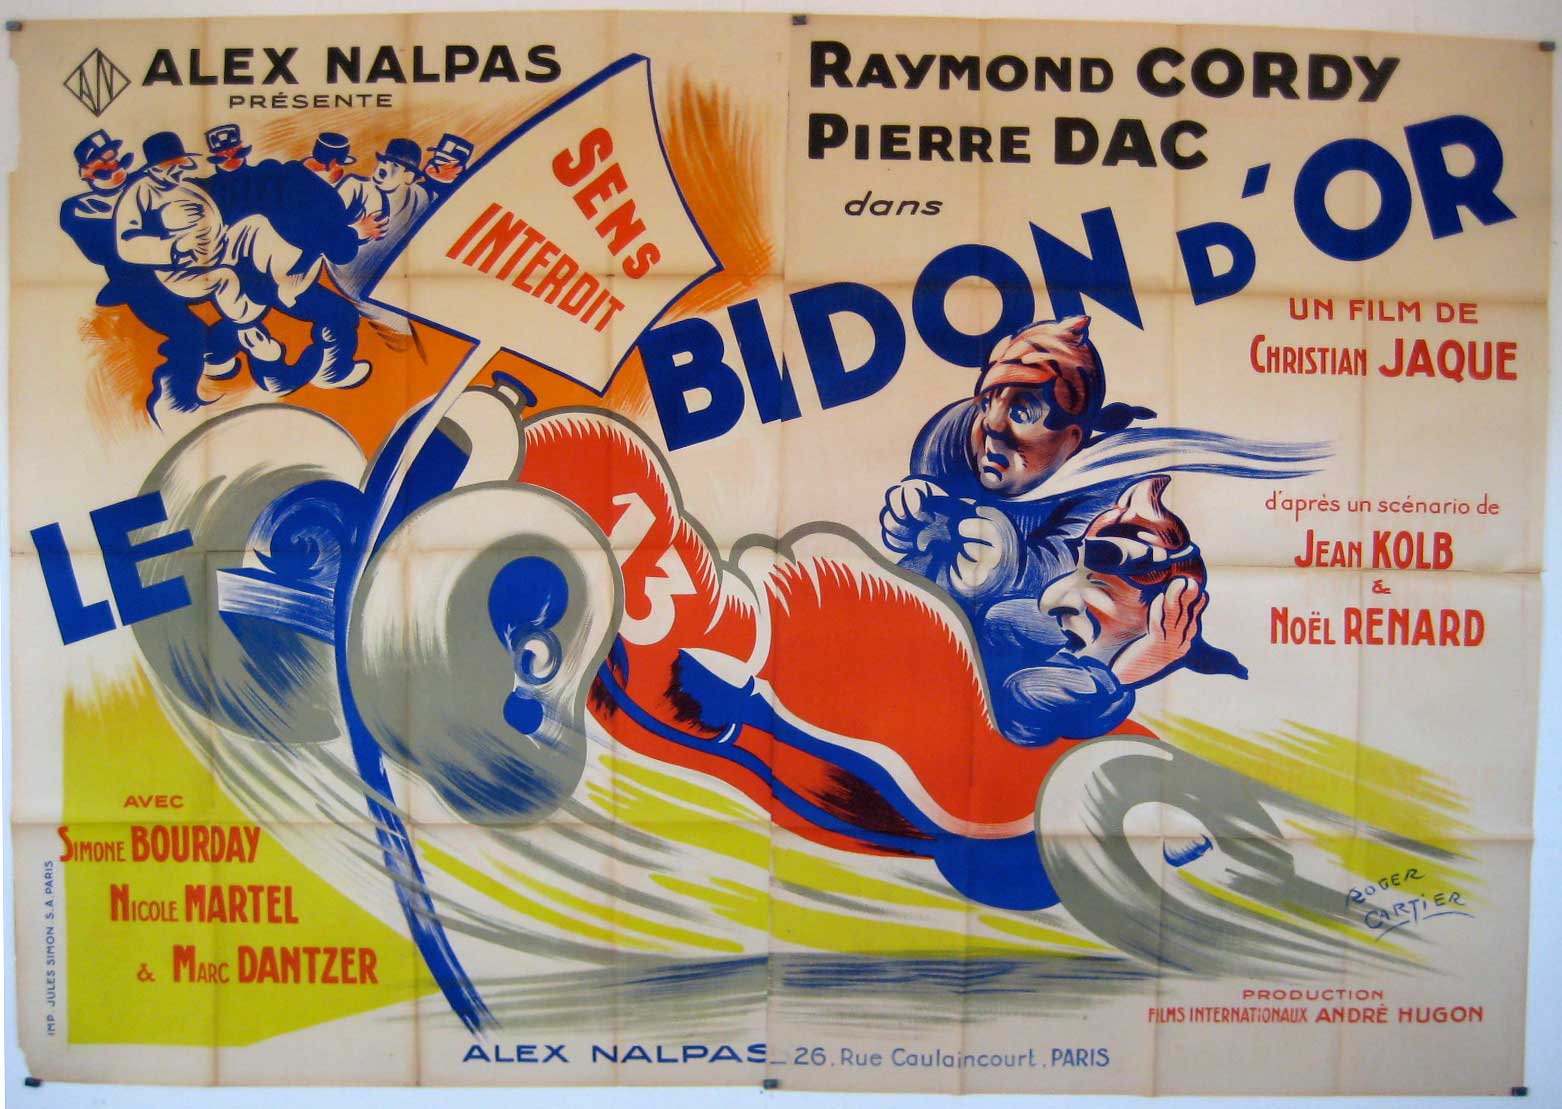 AN
ALEX NALPAS
PRÉSENTE
RAYMOND CORDY
PIERRE DAC
dans
SENS
INTERDIT
LE BIDON D'OR
UN FILM DE
CHRISTIAN JAQUE
13
d'après un scénario de
JEAN KOLB
&
NOËL RENARD
AVEC
SIMONE BOURDAY
NICOLE MARTEL
& MARC DANTZER
IMP. JULES SIMON. S.A. PARIS
ROGER
CARTIER
PRODUCTION
FILMS INTERNATIONAUX ANDRÉ HUGON
ALEX NALPAS_26, Rue Caulaincourt, PARIS